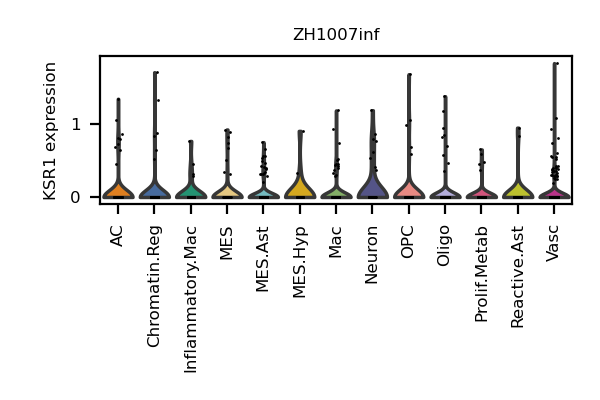 ZH1007inf
KSR1 expression
1
0
AC
Chromatin.Reg
Inflammatory.Mac
MES
MES.Ast
MES.Hyp
Mac
Neuron
OPC
Oligo
Prolif.Metab
Reactive.Ast
Vasc